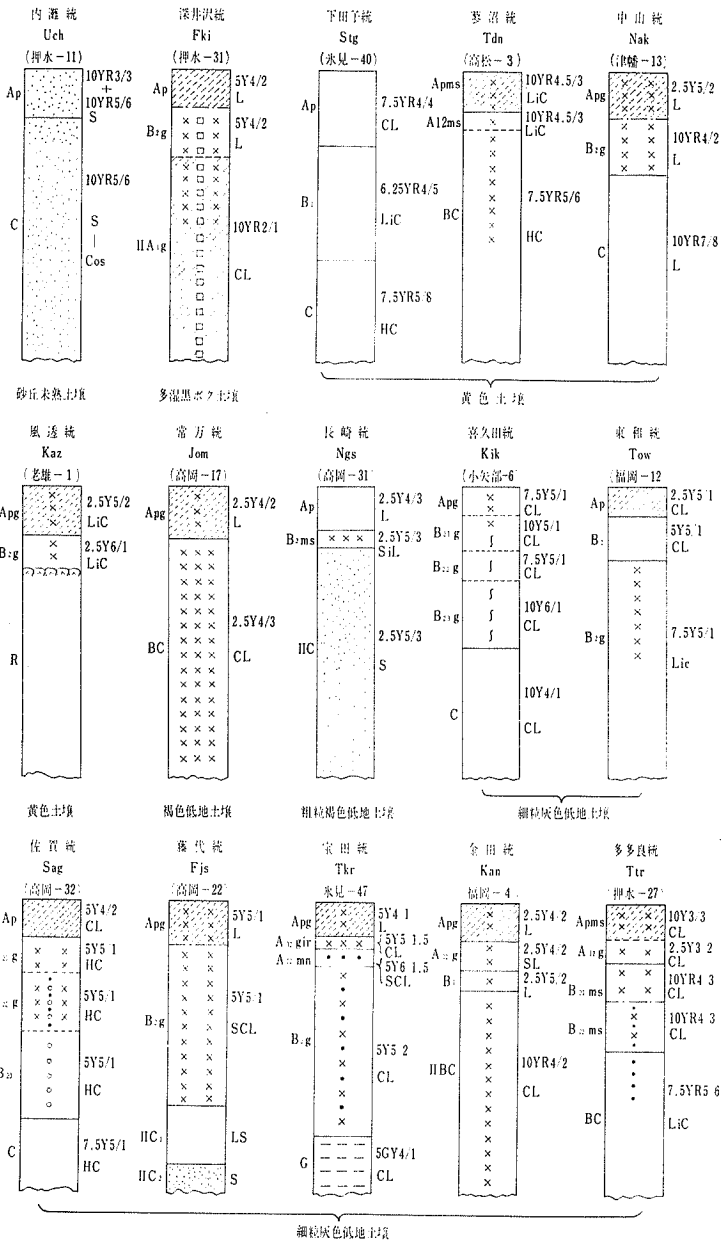 内灘統
Uch
(押水-11)
Ap
10YR3/3
+
10YR5/6
S
10YR5/6
C
S
|
Cos
深井沢統
Fki
(押水-31)
Ap
5Y4/2
L
B₂g
5Y4/2
L
ⅡA₁g
10YR2/1
CL
下田子統
Stg
(氷見-40)
Ap
7.5YR4/4
CL
6.25YR4/5
LiC
C
7.5YR5/8
HC
蓼沼統
Tdn
(高松-3)
Apms
10YR4.5/3
LiC
A12ms
10YR4.5/3
LiC
BC
7.5YR5/6
HC
中山統
Nak
(津幡-13)
Apg
2.5Y5/2
L
B₂g
10YR4/2
L
C
10YR7/8
L
砂丘未熟土壌
多湿黒ボク土壌
黄色土壌
風透統
Kaz
(老雄-1)
Apg
2.5Y5/2
LiC
B₂g
2.5Y6/1
LiC
R
常万統
Jom
(高岡-17)
Apg
2.5Y4/2
L
BC
2.5Y4/3
CL
長崎統
Ngs
(高岡-31)
Ap
2.5Y4/3
L
B₂ms
2.5Y5/3
SiL
ⅡC
2.5Y5/3
S
喜久田統
Kik
(小矢部-6)
Apg
7.5Y5/1
CL
B₂₁g
10Y5/1
CL
B₂₂g
7.5Y5/1
CL
B₂₃g
10Y6/1
CL
C
10Y4/1
CL
東和統
Tow
(福岡-12)
Ap
2.5Y5/1
CL
5Y5/1
CL
B₂g
7.5Y5/1
Lic
黄色土壌
褐色低地土壌
粗粒褐色低地土壌
細粒灰色低地土壌
佐賀統
Sag
(高岡-32)
Ap
5Y4/2
CL
5Y5/1
HC
5Y5/1
HC
5Y5/1
HC
C
7.5Y5/1
HC
藤代統
Fjs
(高岡-22)
Apg
5Y5/1
L
B₂g
5Y5/1
SCL
ⅡC₁
LS
ⅡC₂
S
宝田統
Tkr
氷見-47
Apg
5Y4/1
L
A₁₂gir
5Y5/1.5
CL
A₁₃mn
5Y6/1.5
SCL
B₂g
5Y5/2
CL
G
5GY4/1
CL
金田統
Kan
福岡-4
Apg
2.5Y4/2
L
A₁₂g
2.5Y4/2
SL
2.5Y5/2
L
ⅡBC
10YR4/2
CL
多多良統
Ttr
(押水-27)
Apms
10Y3/3
CL
A₁₂g
2.5Y3/2
CL
B₂₁ms
10YR4/3
CL
B₂₂ms
10YR4/3
CL
BC
7.5YR5/6
LiC
細粒灰色低地土壌